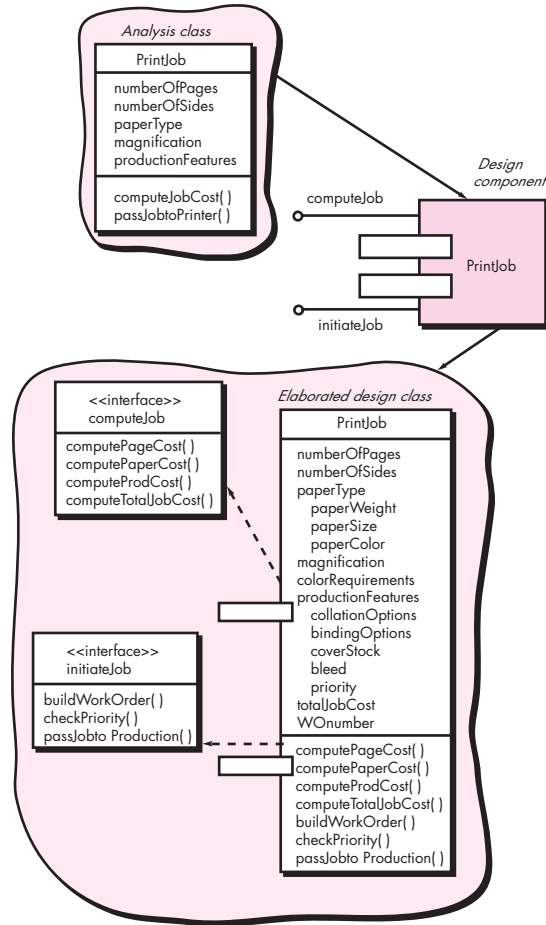 Analysis class
PrintJob
numberOfPages
numberOfSides
paperType
magnification
productionFeatures
computeJobCost( )
passJobtoPrinter( )
Design
component
computeJob
PrintJob
initiateJob
<<interface>>
computeJob
computePageCost( )
computePaperCost( )
computeProdCost( )
computeTotalJobCost( )
Elaborated design class
PrintJob
numberOfPages
numberOfSides
paperType
paperWeight
paperSize
paperColor
magnification
colorRequirements
productionFeatures
collationOptions
bindingOptions
coverStock
bleed
priority
totalJobCost
WOnumber
<<interface>>
initiateJob
buildWorkOrder( )
checkPriority( )
passJobto Production( )
computePageCost( )
computePaperCost( )
computeProdCost( )
computeTotalJobCost( )
buildWorkOrder( )
checkPriority( )
passJobto Production( )